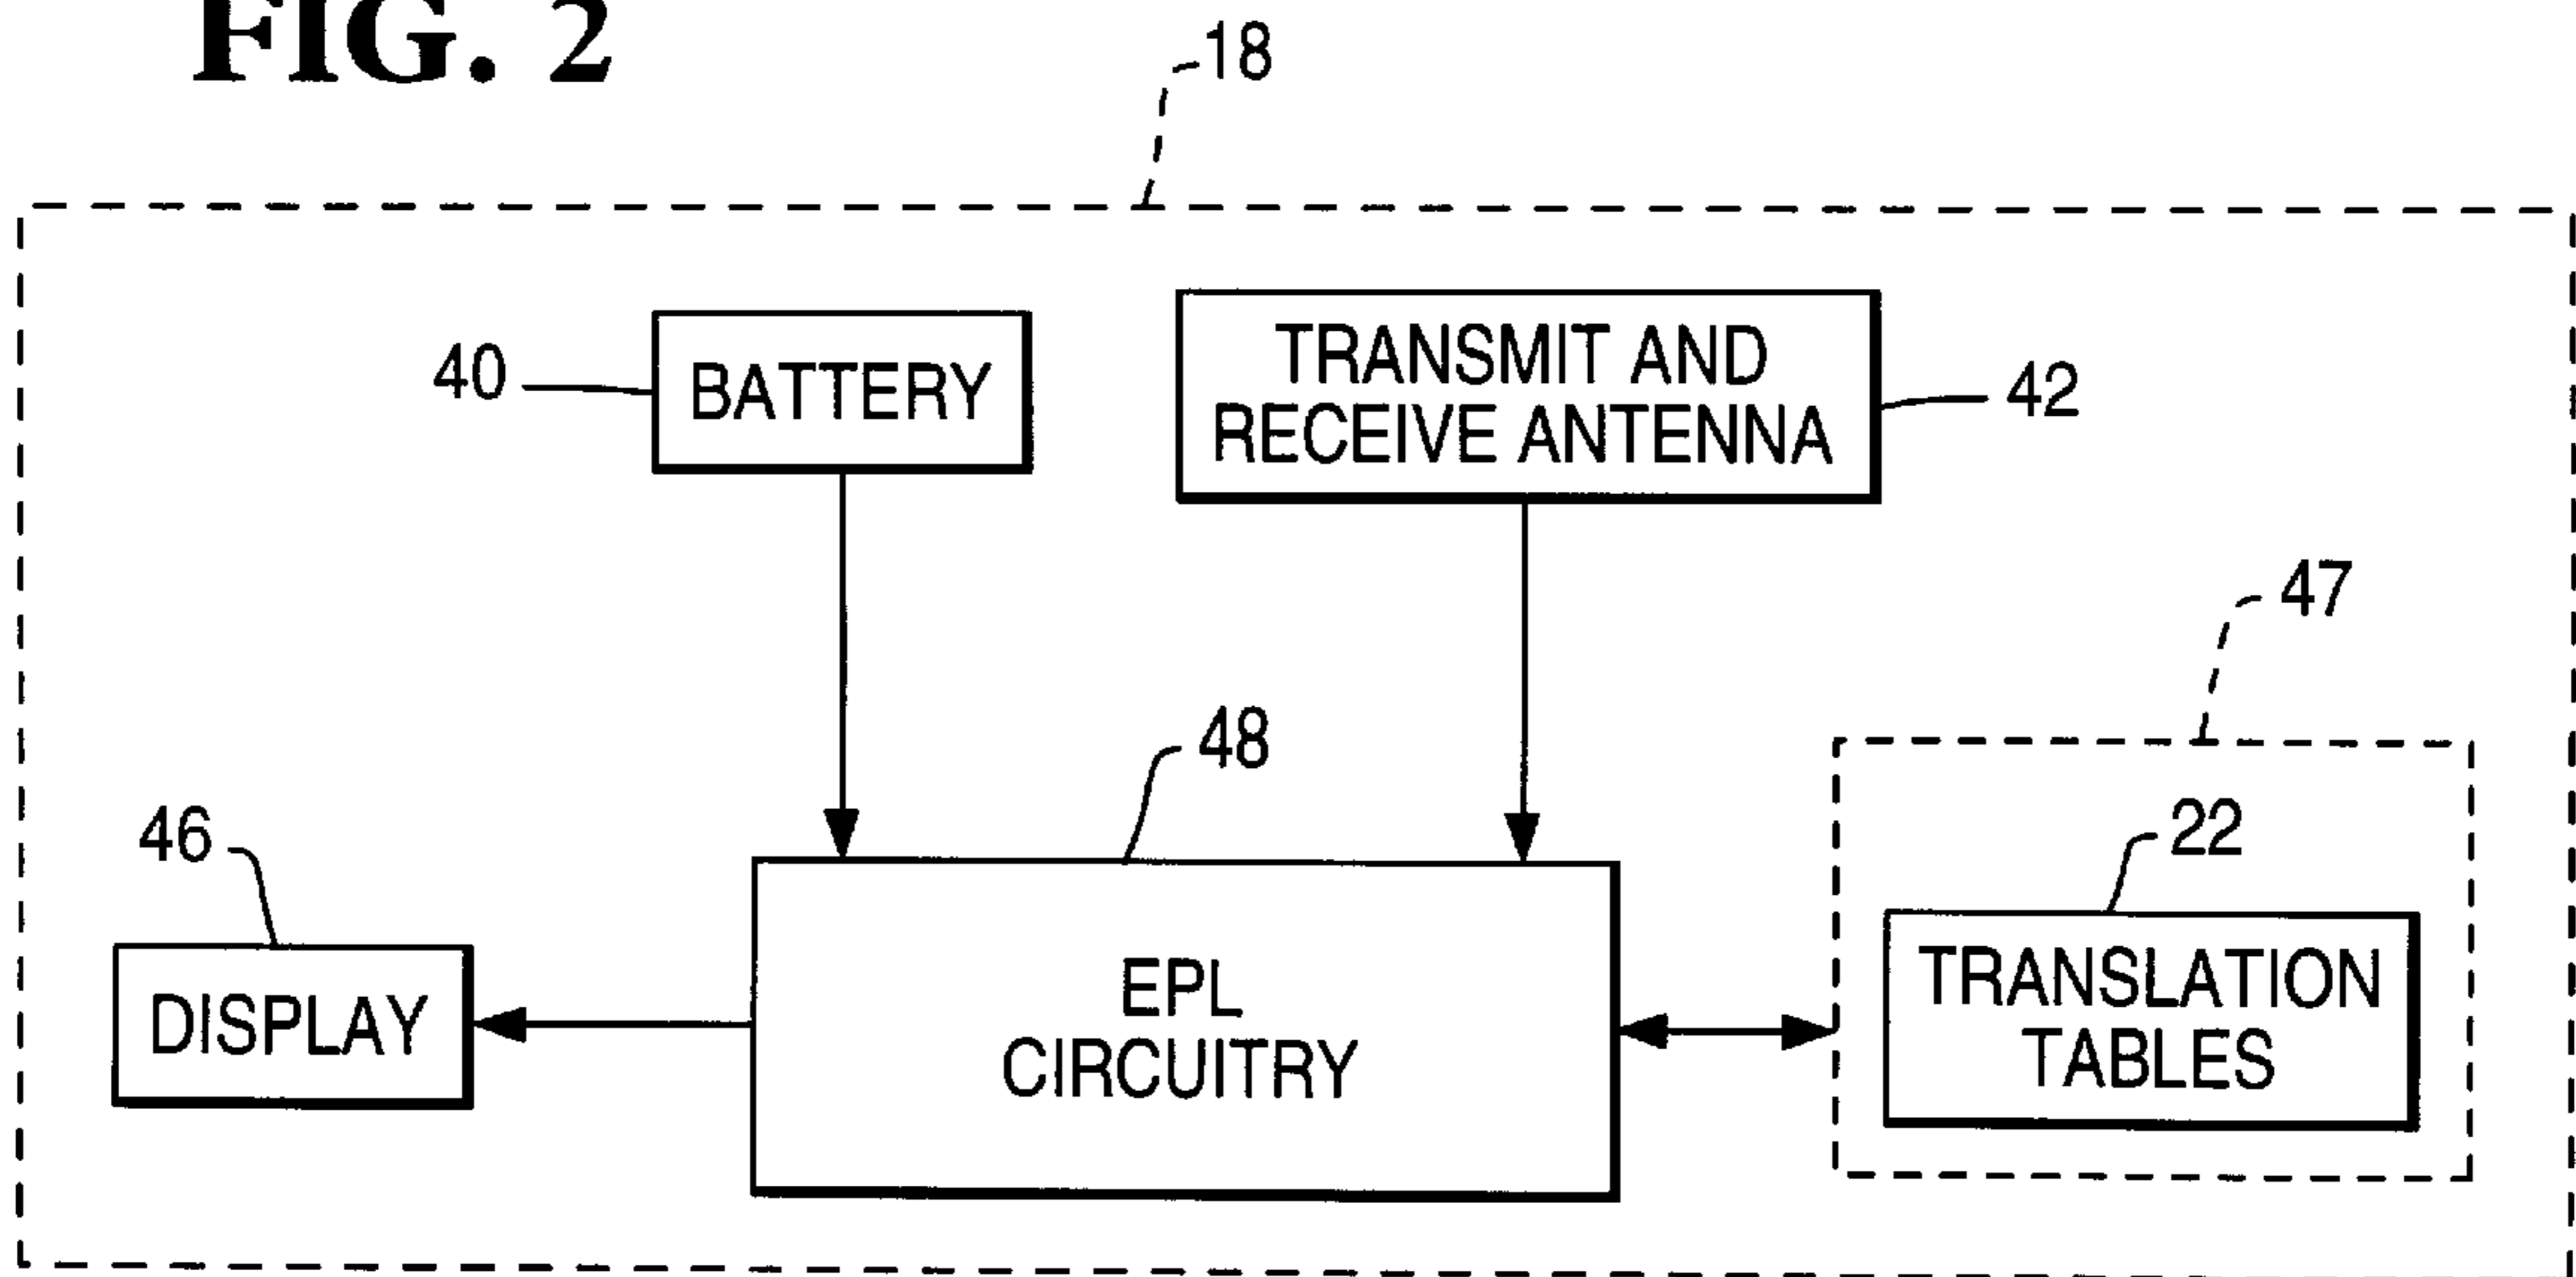 FIG. 2
18
40
BATTERY
TRANSMIT AND
RECEIVE ANTENNA
42
47
48
46
22
DISPLAY
EPL
CIRCUITRY
TRANSLATION
TABLES